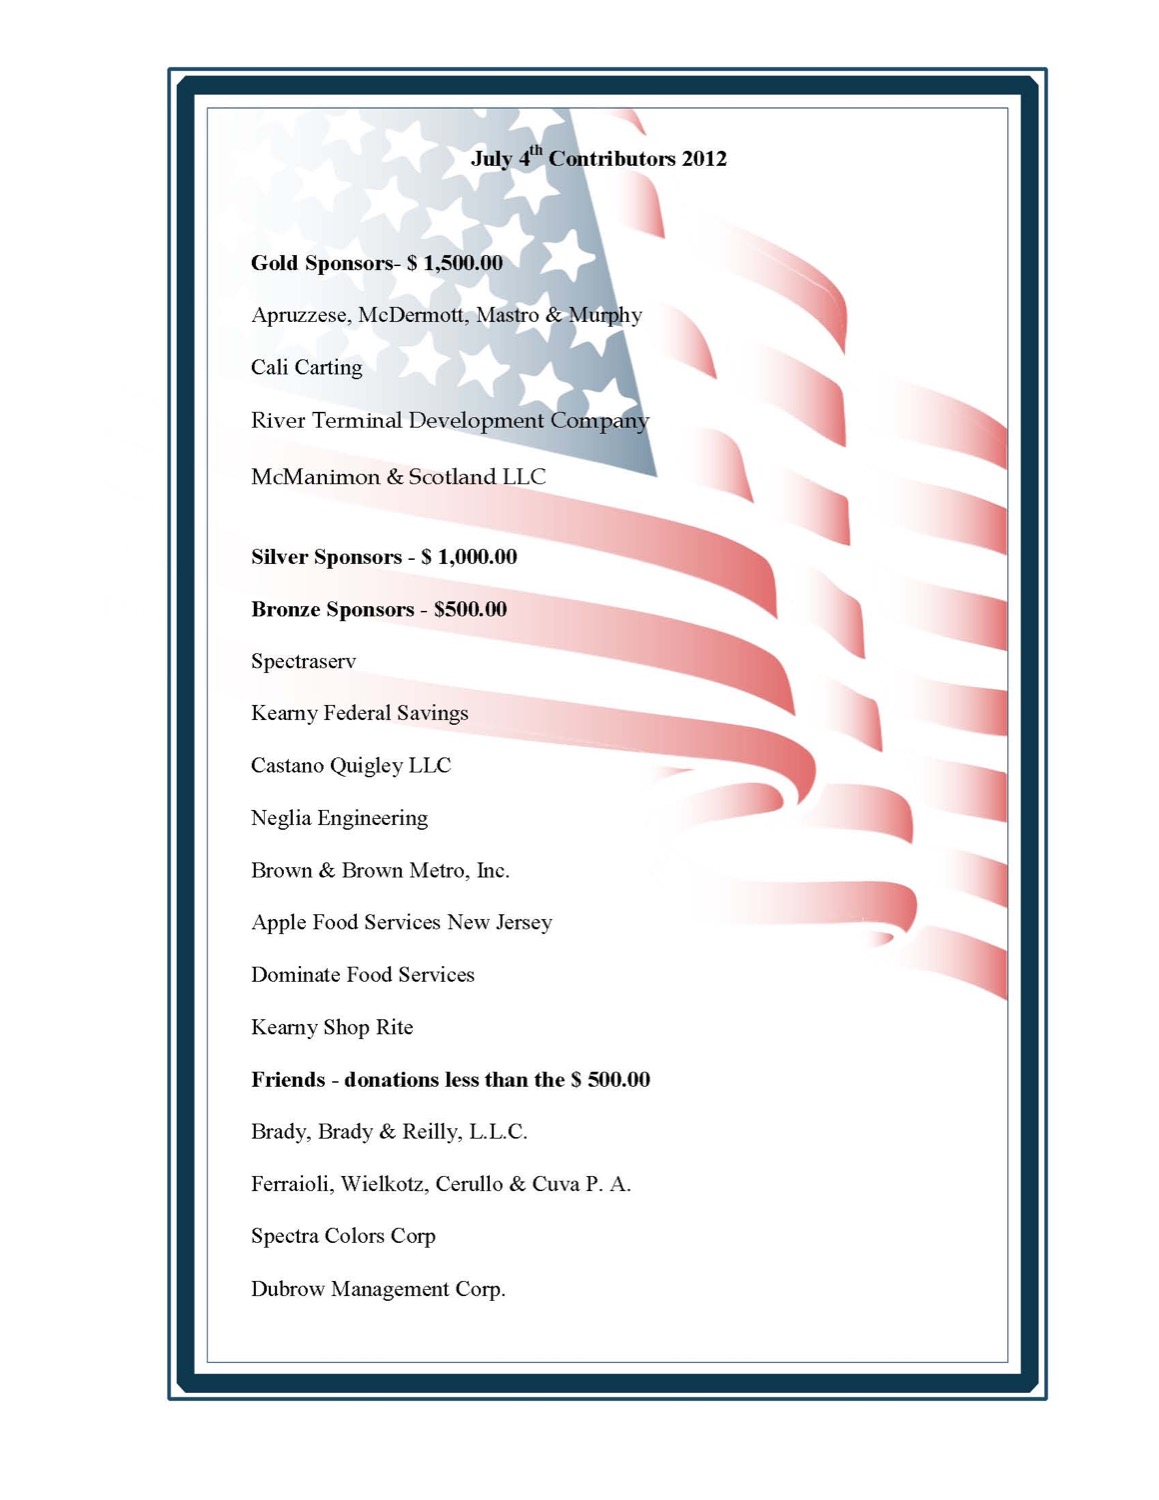 July 4th Contributors 2012
Gold Sponsors- $ 1,500.00
Apruzzese, McDermott, Mastro & Murphy
Cali Carting
River Terminal Development Company
McManimon & Scotland LLC
Silver Sponsors - $ 1,000.00
Bronze Sponsors - $500.00
Spectraserv
Kearny Federal Savings
Castano Quigley LLC
Neglia Engineering
Brown & Brown Metro, Inc.
Apple Food Services New Jersey
Dominate Food Services
Kearny Shop Rite
Friends - donations less than the $ 500.00
Brady, Brady & Reilly, L.L.C.
Ferraioli, Wielkotz, Cerullo & Cuva P. A.
Spectra Colors Corp
Dubrow Management Corp.